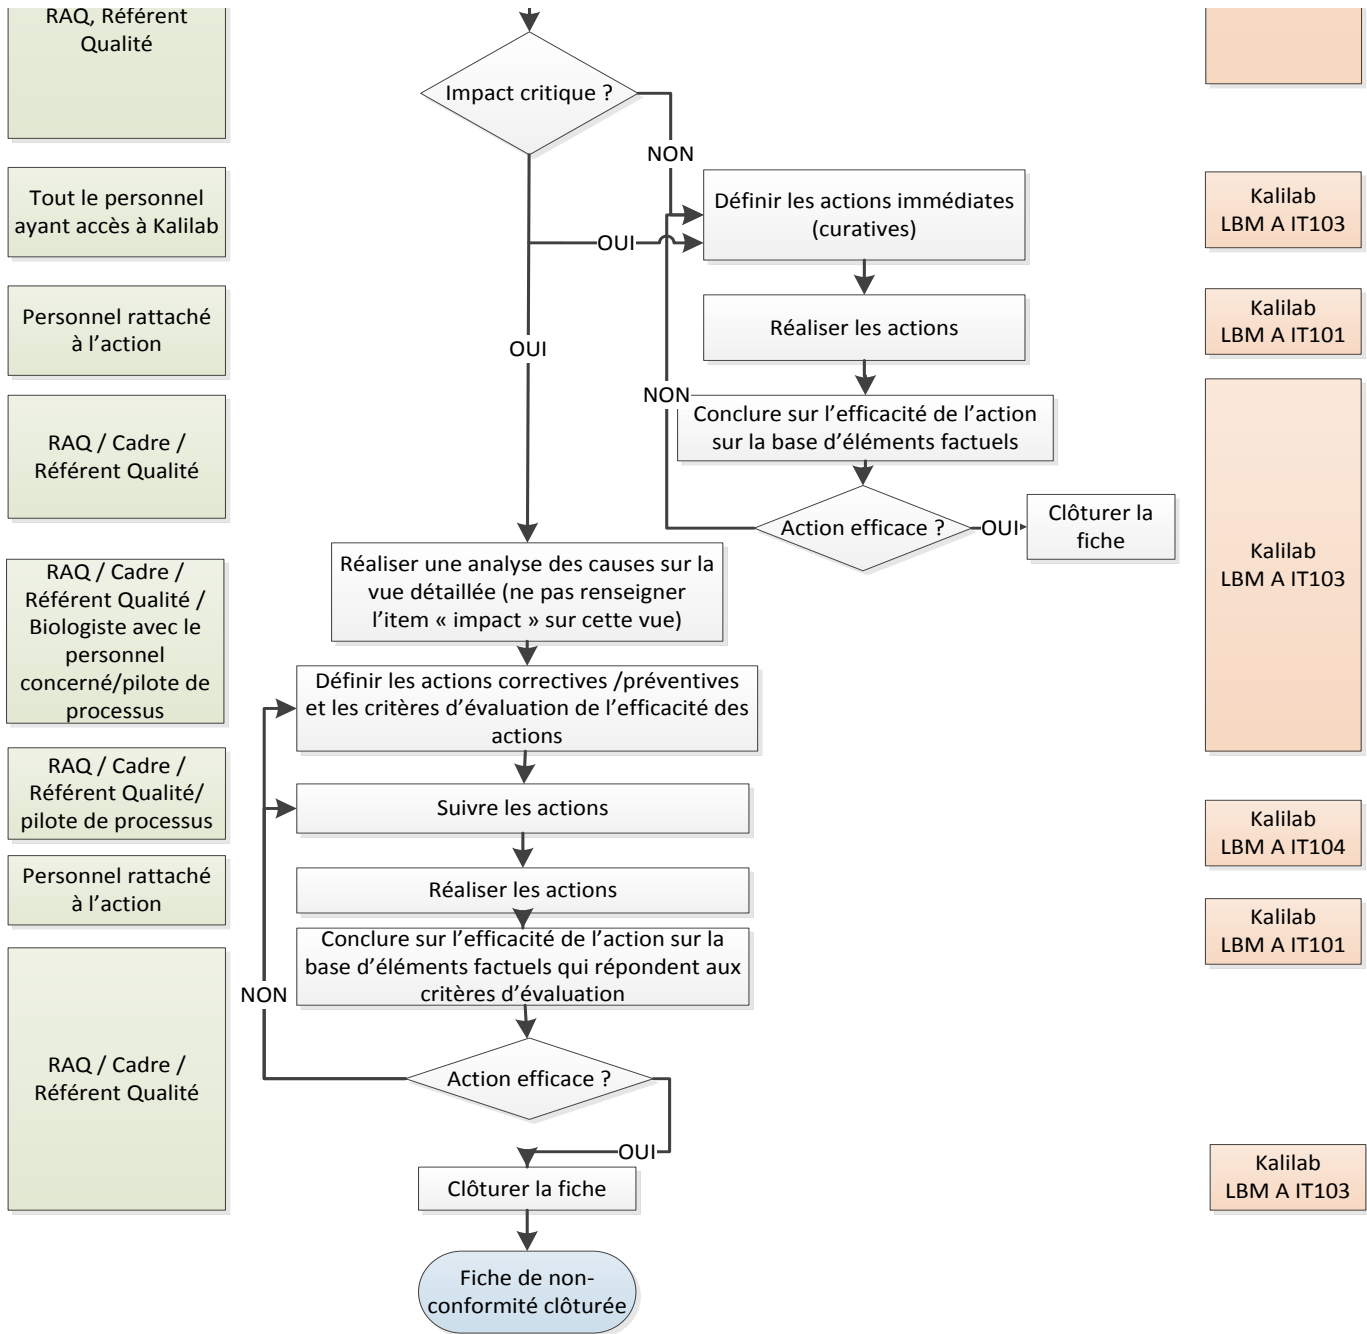 RAQ, Référent
Qualité
Impact critique ?
NON
Tout le personnel
ayant accès à Kalilab
Définir les actions immédiates
(curatives)
Kalilab
LBM A IT103
OUI
Personnel rattaché
à l'action
Réaliser les actions
Kalilab
LBM A IT101
OUI
NON
RAQ / Cadre /
Référent Qualité
Conclure sur l'efficacité de l'action
sur la base d'éléments factuels
Action efficace ?
OUI
Clôturer la
fiche
Kalilab
LBM A IT103
RAQ / Cadre /
Référent Qualité /
Biologiste avec le
personnel
concerné/pilote de
processus
Réaliser une analyse des causes sur la
vue détaillée (ne pas renseigner
l'item « impact » sur cette vue)
Définir les actions correctives /préventives
et les critères d'évaluation de l'efficacité des
actions
RAQ / Cadre /
Référent Qualité/
pilote de processus
Suivre les actions
Kalilab
LBM A IT104
Personnel rattaché
à l'action
Réaliser les actions
Kalilab
LBM A IT101
Conclure sur l'efficacité de l'action sur la
base d'éléments factuels qui répondent aux
critères d'évaluation
NON
RAQ / Cadre /
Référent Qualité
Action efficace ?
OUI
Clôturer la fiche
Kalilab
LBM A IT103
Fiche de non-
conformité clôturée